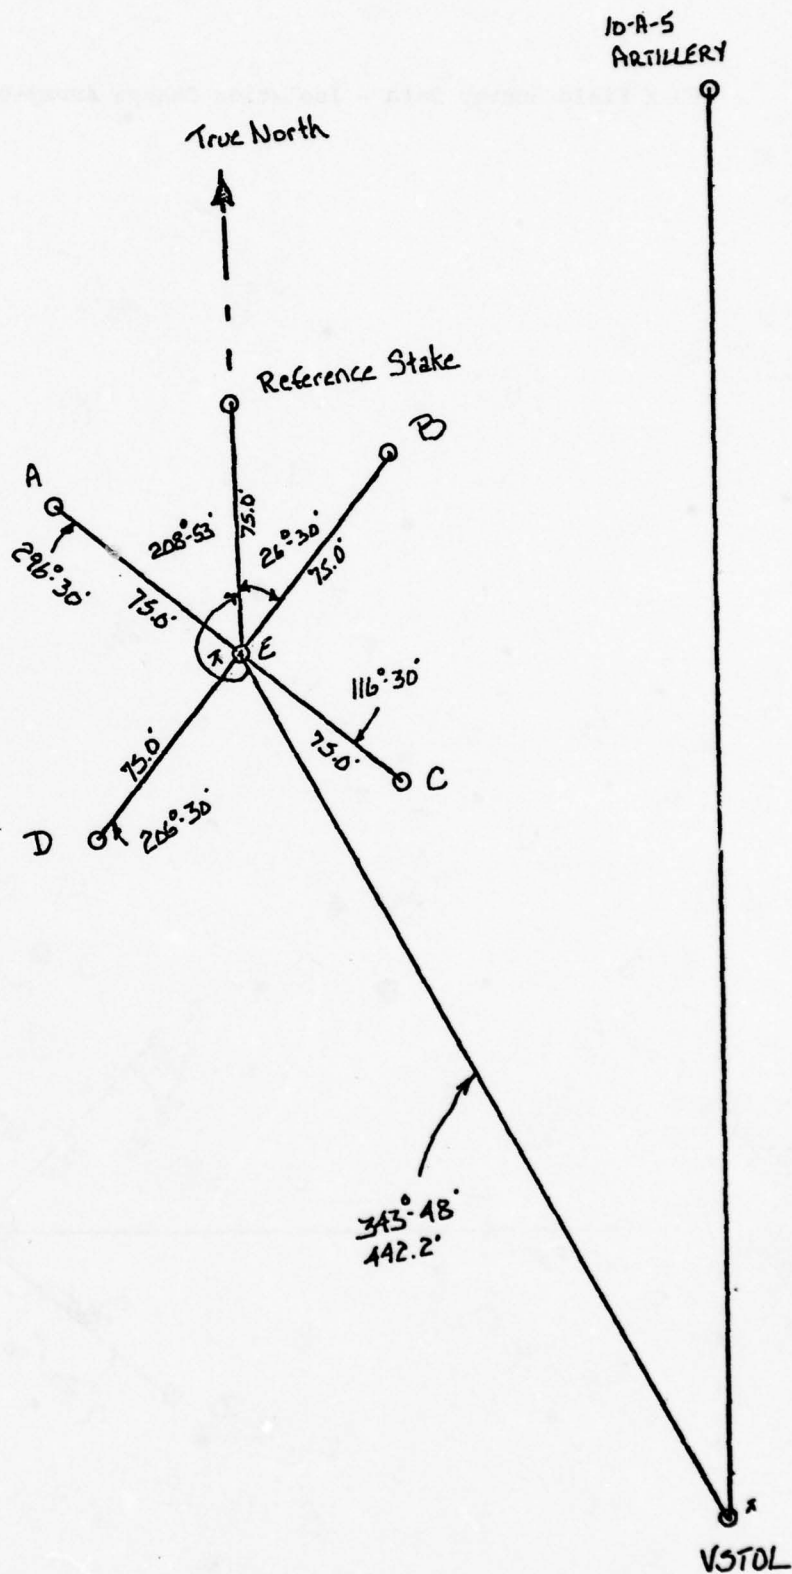 10-A-5
ARTILLERY
True North
Reference Stake
B
A
208°-53'
75.0'
26°-30'
75.0'
296°-30'
75.0'
E
116°-30'
75.0'
C
75.0'
D
206°-30'
343°-48'
442.2'
VSTOL